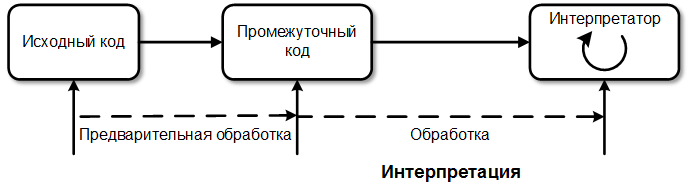 Исходный код
Промежуточный
код
Интерпретатор
Предварительная обработка
Обработка
Интерпретация